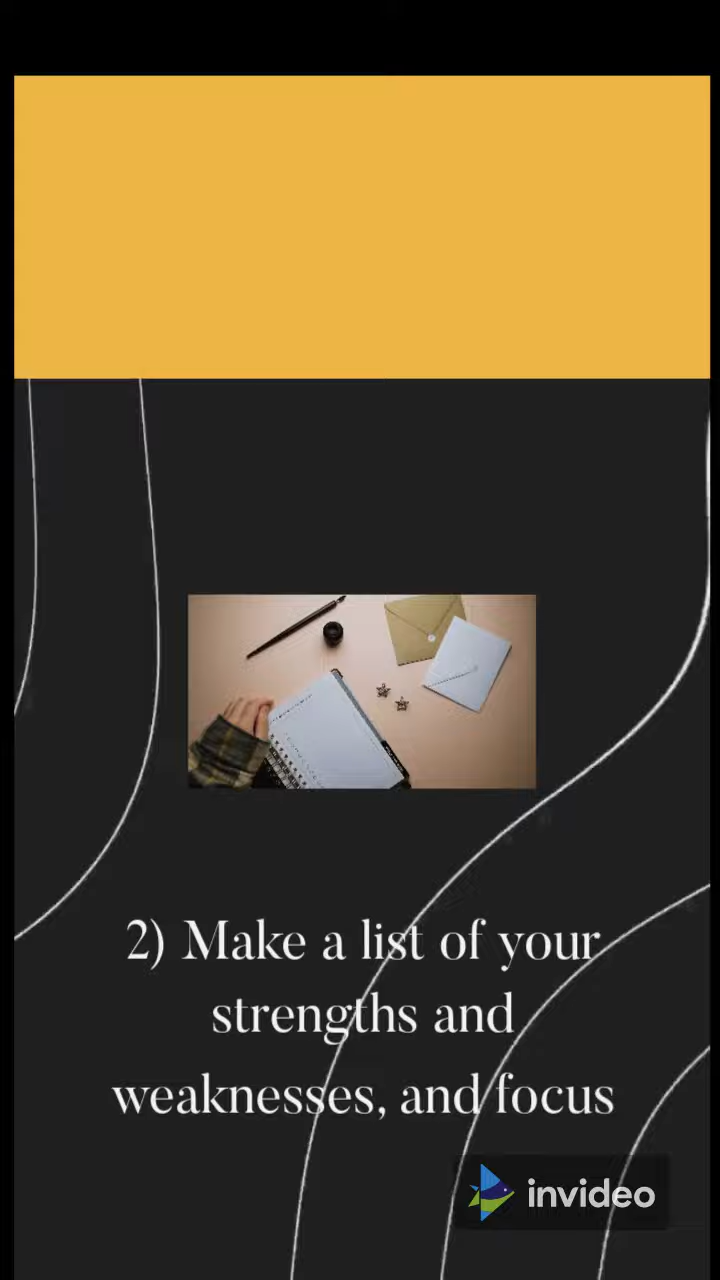 2) Make a list of your
strengths and
weaknesses, and focus
invideo